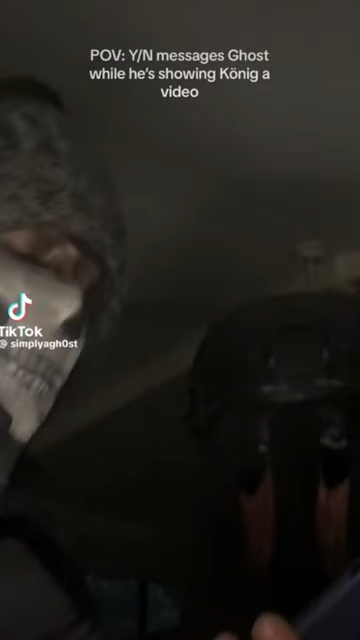 POV: Y/N messages Ghost
while he's showing König a
video
TikTok
@ simplyagh0st